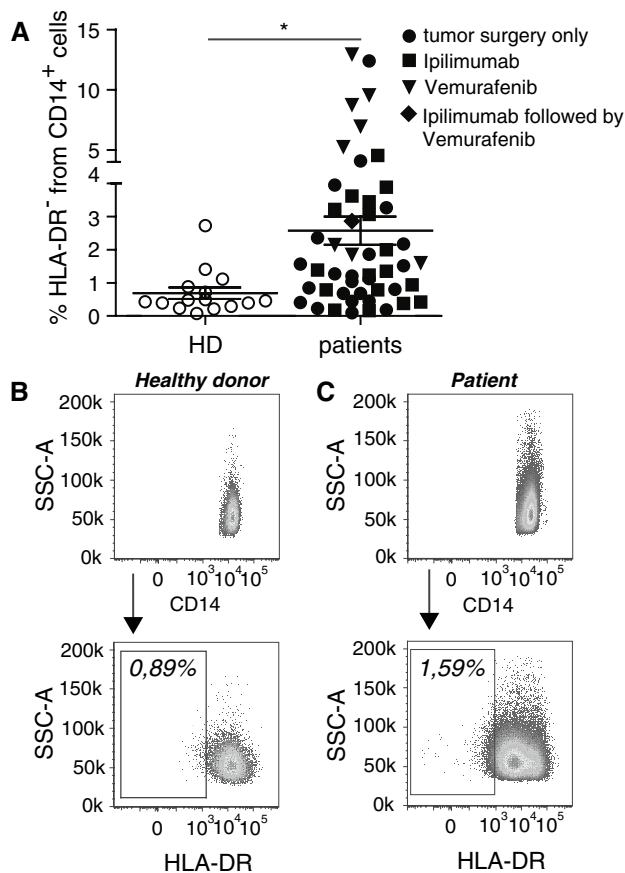 A
% HLA-DR⁻ from CD14⁺ cells
15
10
5
4
3
2
1
0
*
HD
patients
tumor surgery only
Ipilimumab
Vemurafenib
Ipilimumab followed by
Vemurafenib
B
Healthy donor
SSC-A
200k
150k
100k
50k
0k
0 10³10⁴10⁵
CD14
0,89%
SSC-A
200k
150k
100k
50k
0k
0 10³10⁴10⁵
HLA-DR
C
Patient
SSC-A
200k
150k
100k
50k
0k
0 10³10⁴10⁵
CD14
1,59%
SSC-A
200k
150k
100k
50k
0k
0 10³10⁴10⁵
HLA-DR